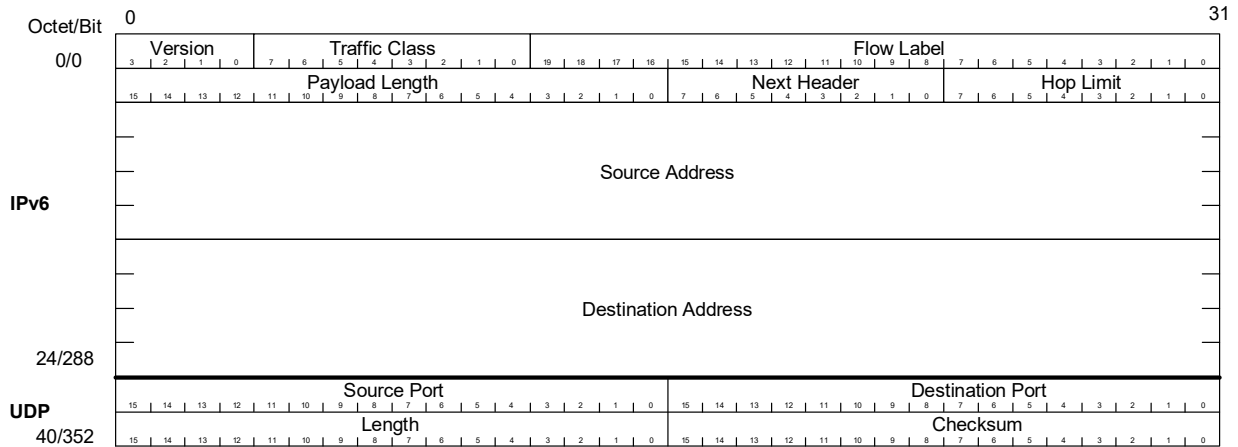 0 31
Octet/Bit
Version Traffic Class Flow Label
0/0
3 2 1 0 7 6 5 4 3 2 1 0 19 18 17 16 15 14 13 12 11 10 9 8 7 6 5 4 3 2 1 0
Payload Length Next Header Hop Limit
15 14 13 12 11 10 9 8 7 6 5 4 3 2 1 0 7 6 5 4 3 2 1 0 7 6 5 4 3 2 1 0
Source Address
IPv6
Destination Address
24/288
Source Port Destination Port
15 14 13 12 11 10 9 8 7 6 5 4 3 2 1 0 15 14 13 12 11 10 9 8 7 6 5 4 3 2 1 0
UDP
Length Checksum
40/352
15 14 13 12 11 10 9 8 7 6 5 4 3 2 1 0 15 14 13 12 11 10 9 8 7 6 5 4 3 2 1 0